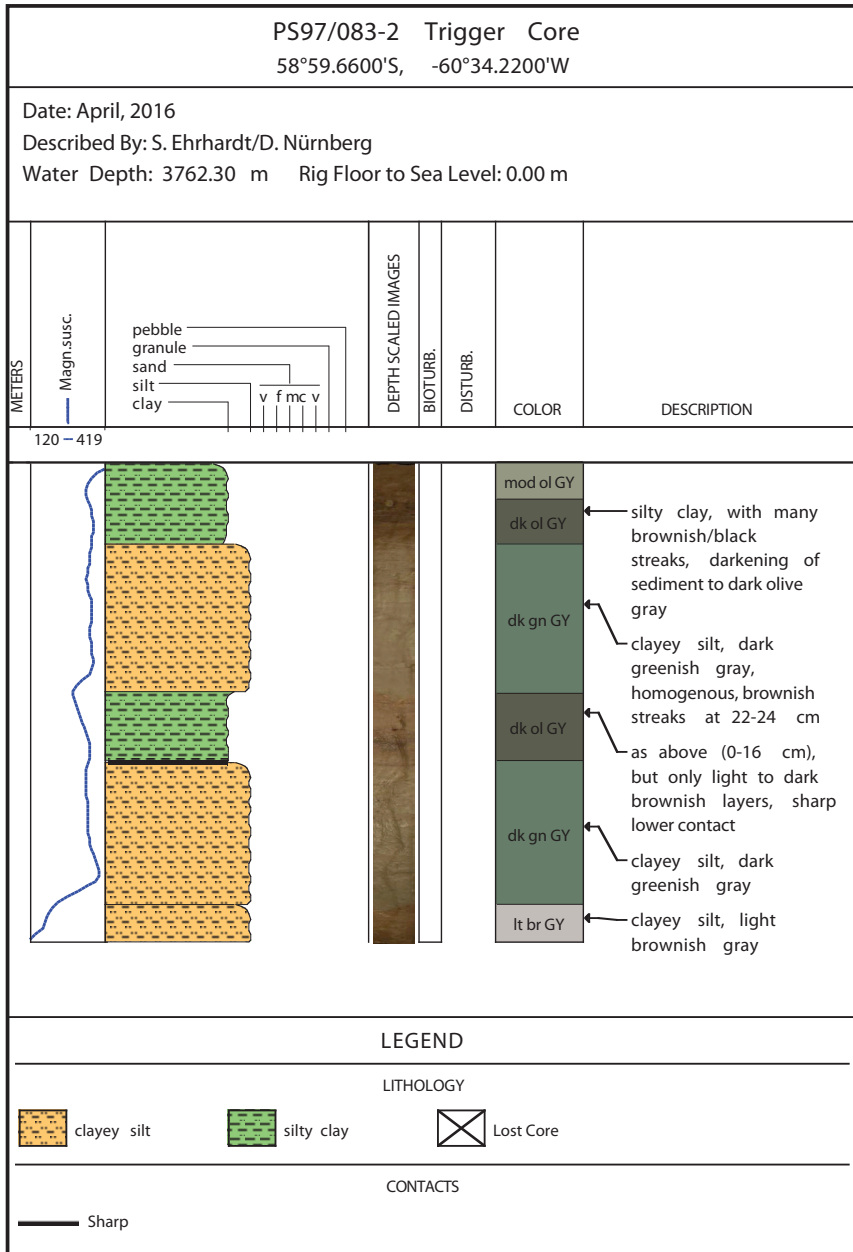 PS97/083-2 Trigger Core
58°59.6600'S, -60°34.2200'W
Date: April, 2016
Described By: S. Ehrhardt/D. Nürnberg
Water Depth: 3762.30 m Rig Floor to Sea Level: 0.00 m
METERS
Magn.susc.
pebble
granule
sand
silt
clay
v f mc v
DEPTH SCALED IMAGES
BIOTURB.
DISTURB.
COLOR
DESCRIPTION
120 – 419
mod ol GY
dk ol GY
dk gn GY
dk ol GY
dk gn GY
lt br GY
silty clay, with many
brownish/black
streaks, darkening of
sediment to dark olive
gray
clayey silt, dark
greenish gray,
homogenous, brownish
streaks at 22-24 cm
as above (0-16 cm),
but only light to dark
brownish layers, sharp
lower contact
clayey silt, dark
greenish gray
clayey silt, light
brownish gray
LEGEND
LITHOLOGY
clayey silt
silty clay
Lost Core
CONTACTS
Sharp